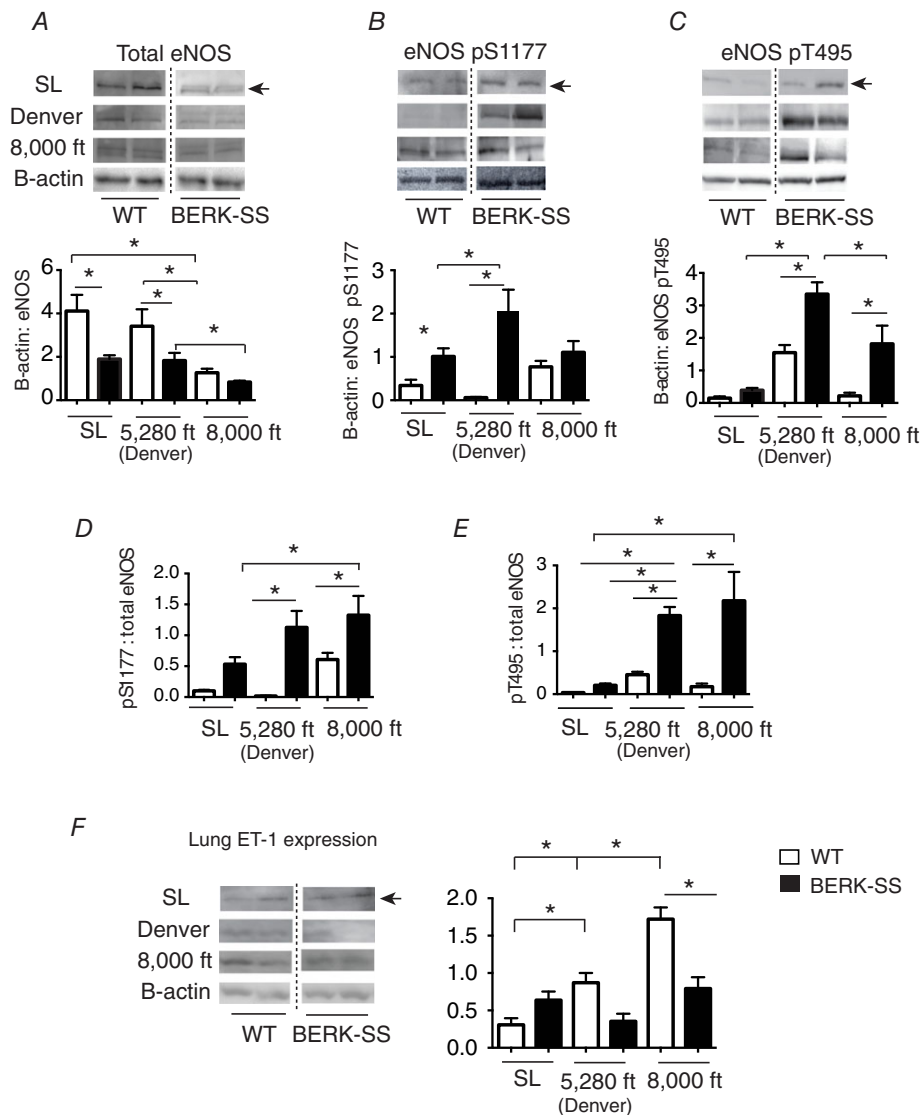 A
Total eNOS
SL
Denver
8,000 ft
B-actin
WT BERK-SS
B-actin: eNOS
6
4
2
0
* * * * *
SL 5,280 ft 8,000 ft
(Denver)
B
eNOS pS1177
WT BERK-SS
B-actin: eNOS pS1177
3
2
1
0
* * *
SL 5,280 ft 8,000 ft
(Denver)
C
eNOS pT495
WT BERK-SS
B-actin: eNOS pT495
4
3
2
1
0
* * * *
SL 5,280 ft 8,000 ft
(Denver)
D
pS1177 : total eNOS
2.0
1.5
1.0
0.5
0.0
* * *
SL 5,280 ft 8,000 ft
(Denver)
E
pT495 : total eNOS
3
2
1
0
* * * * *
SL 5,280 ft 8,000 ft
(Denver)
F
Lung ET-1 expression
SL
Denver
8,000 ft
B-actin
WT BERK-SS
2.0
1.5
1.0
0.5
0.0
* * * *
SL 5,280 ft 8,000 ft
(Denver)
WT
BERK-SS